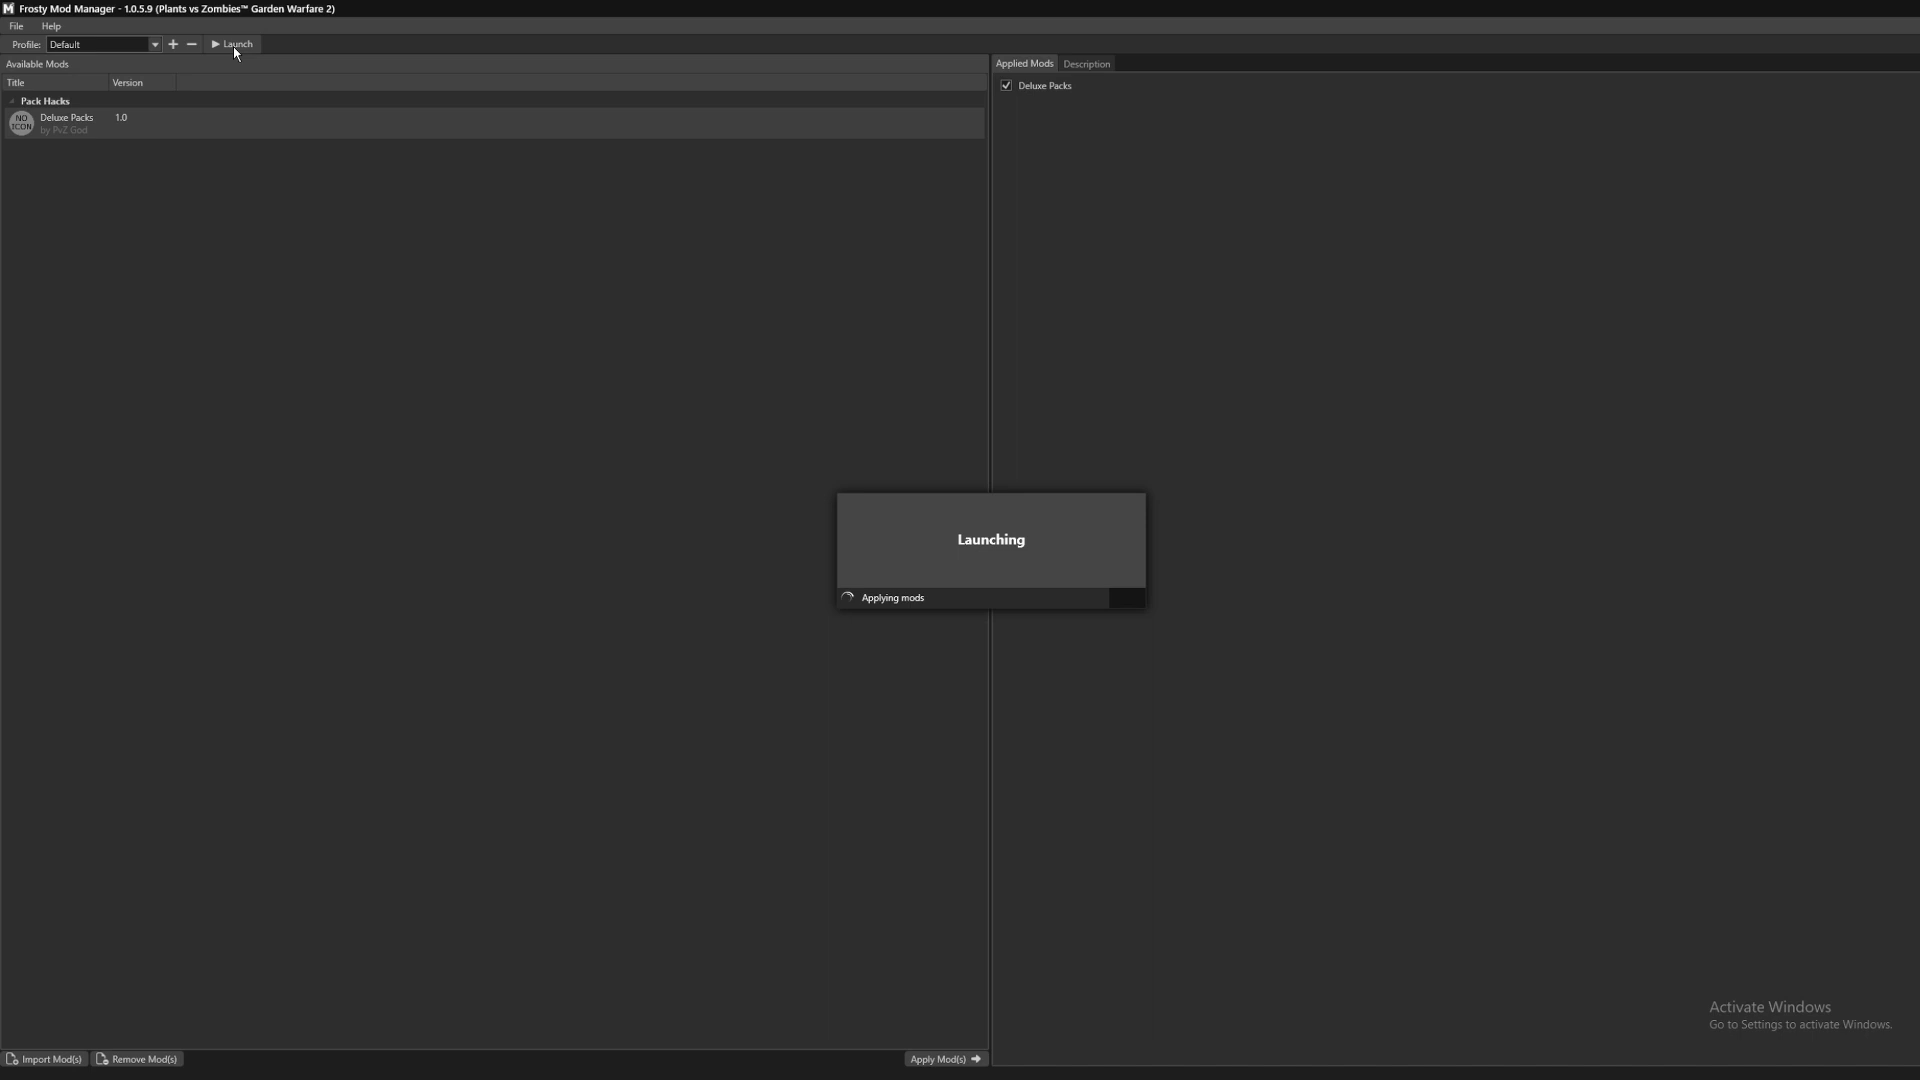 Frosty Mod Manager - 1.0.5.9 (Plants vs Zombies™ Garden Warfare 2)
File Help
Profile: Default Launch
Available Mods
Title Version
Pack Hacks
NO ICON
Deluxe Packs 1.0
by PvZ God
Applied Mods Description
Deluxe Packs
Launching
Applying mods
Activate Windows
Go to Settings to activate Windows.
Import Mod(s) Remove Mod(s) Apply Mod(s)